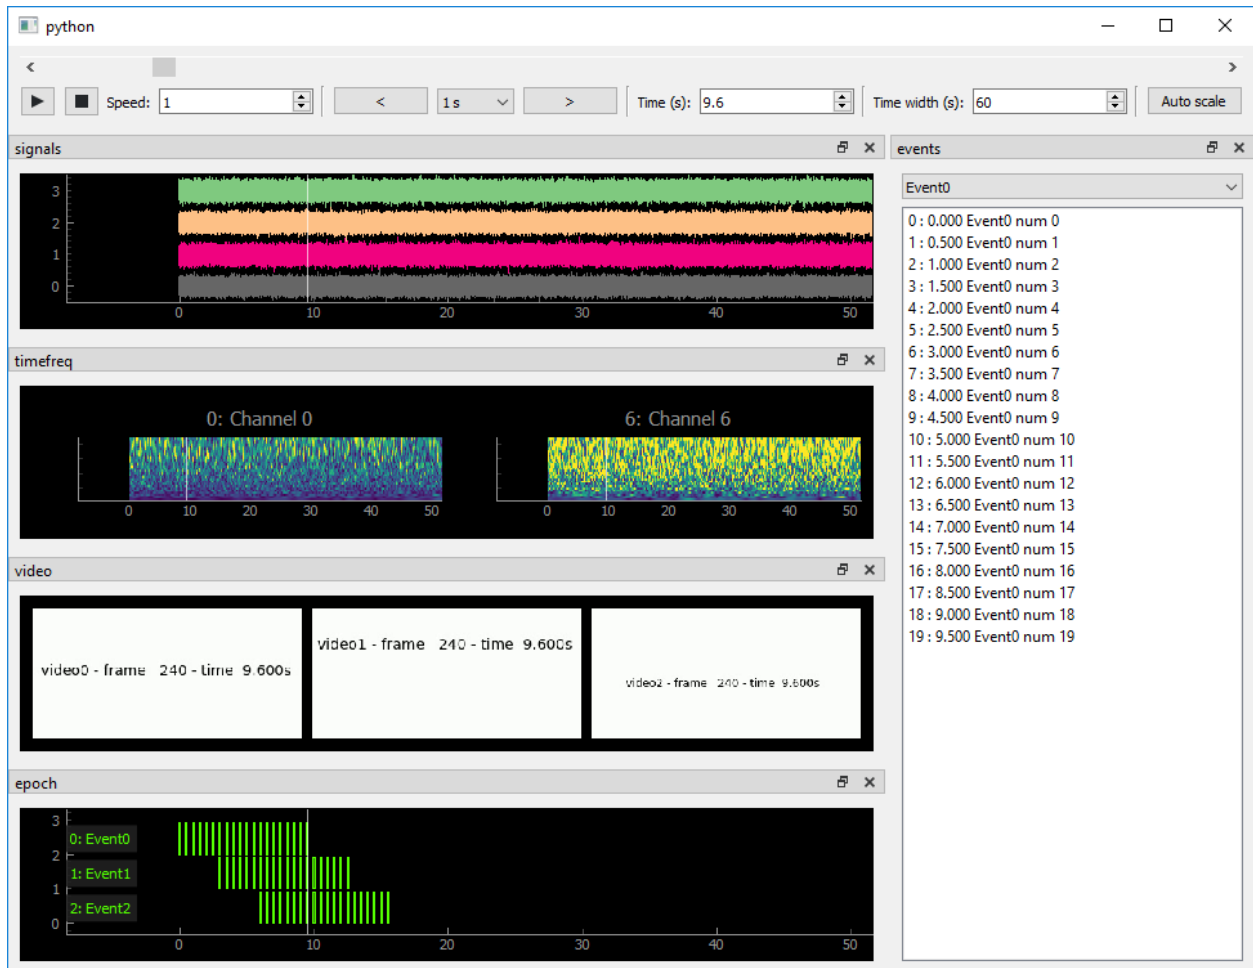 python
< >
Speed: 1 < 1 s > Time (s): 9.6 Time width (s): 60 Auto scale
signals
3
2
1
0
0 10 20 30 40 50
timefreq
0: Channel 0 6: Channel 6
0 10 20 30 40 50 0 10 20 30 40 50
video
video0 - frame 240 - time 9.600s
video1 - frame 240 - time 9.600s
video2 - frame 240 - time 9.600s
epoch
3
0: Event0
2
1: Event1
1
2: Event2
0
0 10 20 30 40 50
events
Event0
0 : 0.000 Event0 num 0
1 : 0.500 Event0 num 1
2 : 1.000 Event0 num 2
3 : 1.500 Event0 num 3
4 : 2.000 Event0 num 4
5 : 2.500 Event0 num 5
6 : 3.000 Event0 num 6
7 : 3.500 Event0 num 7
8 : 4.000 Event0 num 8
9 : 4.500 Event0 num 9
10 : 5.000 Event0 num 10
11 : 5.500 Event0 num 11
12 : 6.000 Event0 num 12
13 : 6.500 Event0 num 13
14 : 7.000 Event0 num 14
15 : 7.500 Event0 num 15
16 : 8.000 Event0 num 16
17 : 8.500 Event0 num 17
18 : 9.000 Event0 num 18
19 : 9.500 Event0 num 19